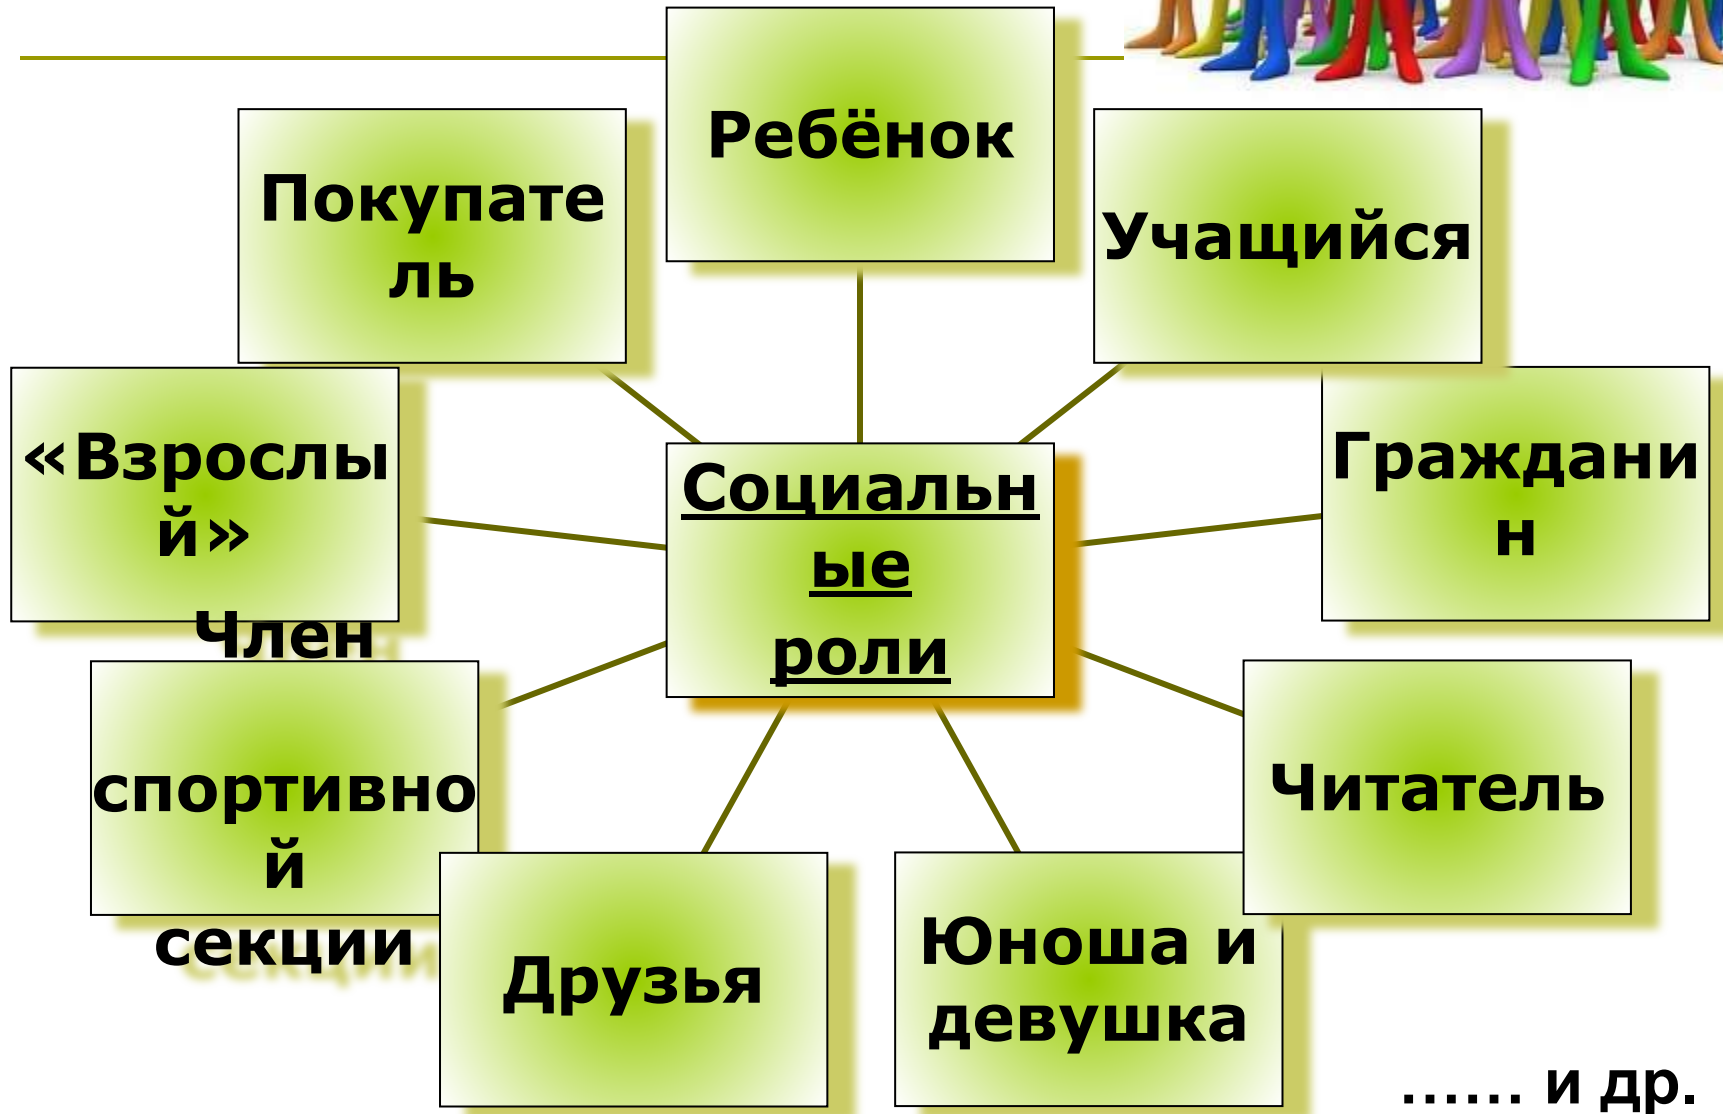 Ребёнок
Покупате
ль
Учащийся
«Взрослы
й»
Граждани
н
Социальн
ые
роли
Член
спортивно
й
секции
Читатель
Друзья
Юноша и
девушка
...... и др.